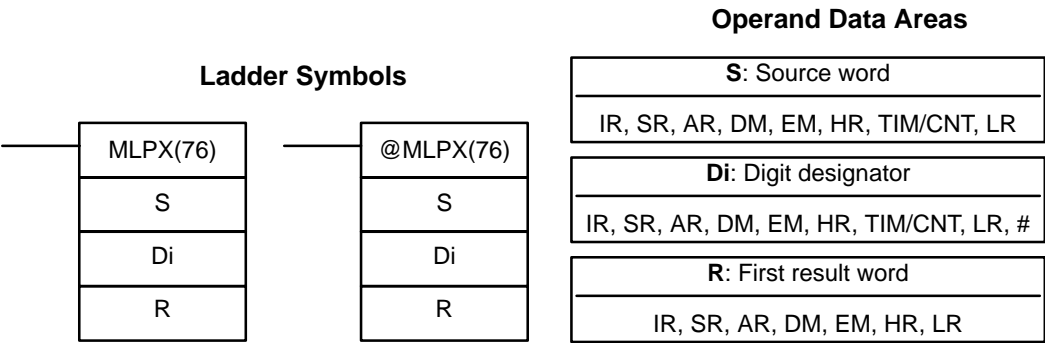 Operand Data Areas
Ladder Symbols
MLPX(76)
S
Di
R
@MLPX(76)
S
Di
R
S: Source word
IR, SR, AR, DM, EM, HR, TIM/CNT, LR
Di: Digit designator
IR, SR, AR, DM, EM, HR, TIM/CNT, LR, #
R: First result word
IR, SR, AR, DM, EM, HR, LR